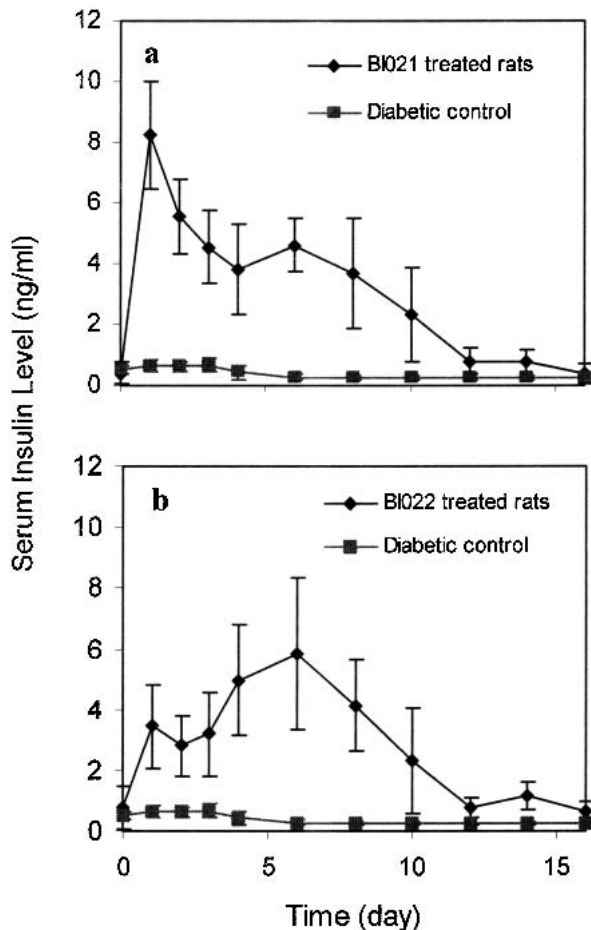 Serum Insulin Level (ng/ml)
12
10
8
6
4
2
0
a
BI021 treated rats
Diabetic control
12
10
8
6
4
2
0
b
BI022 treated rats
Diabetic control
0
5
10
15
Time (day)